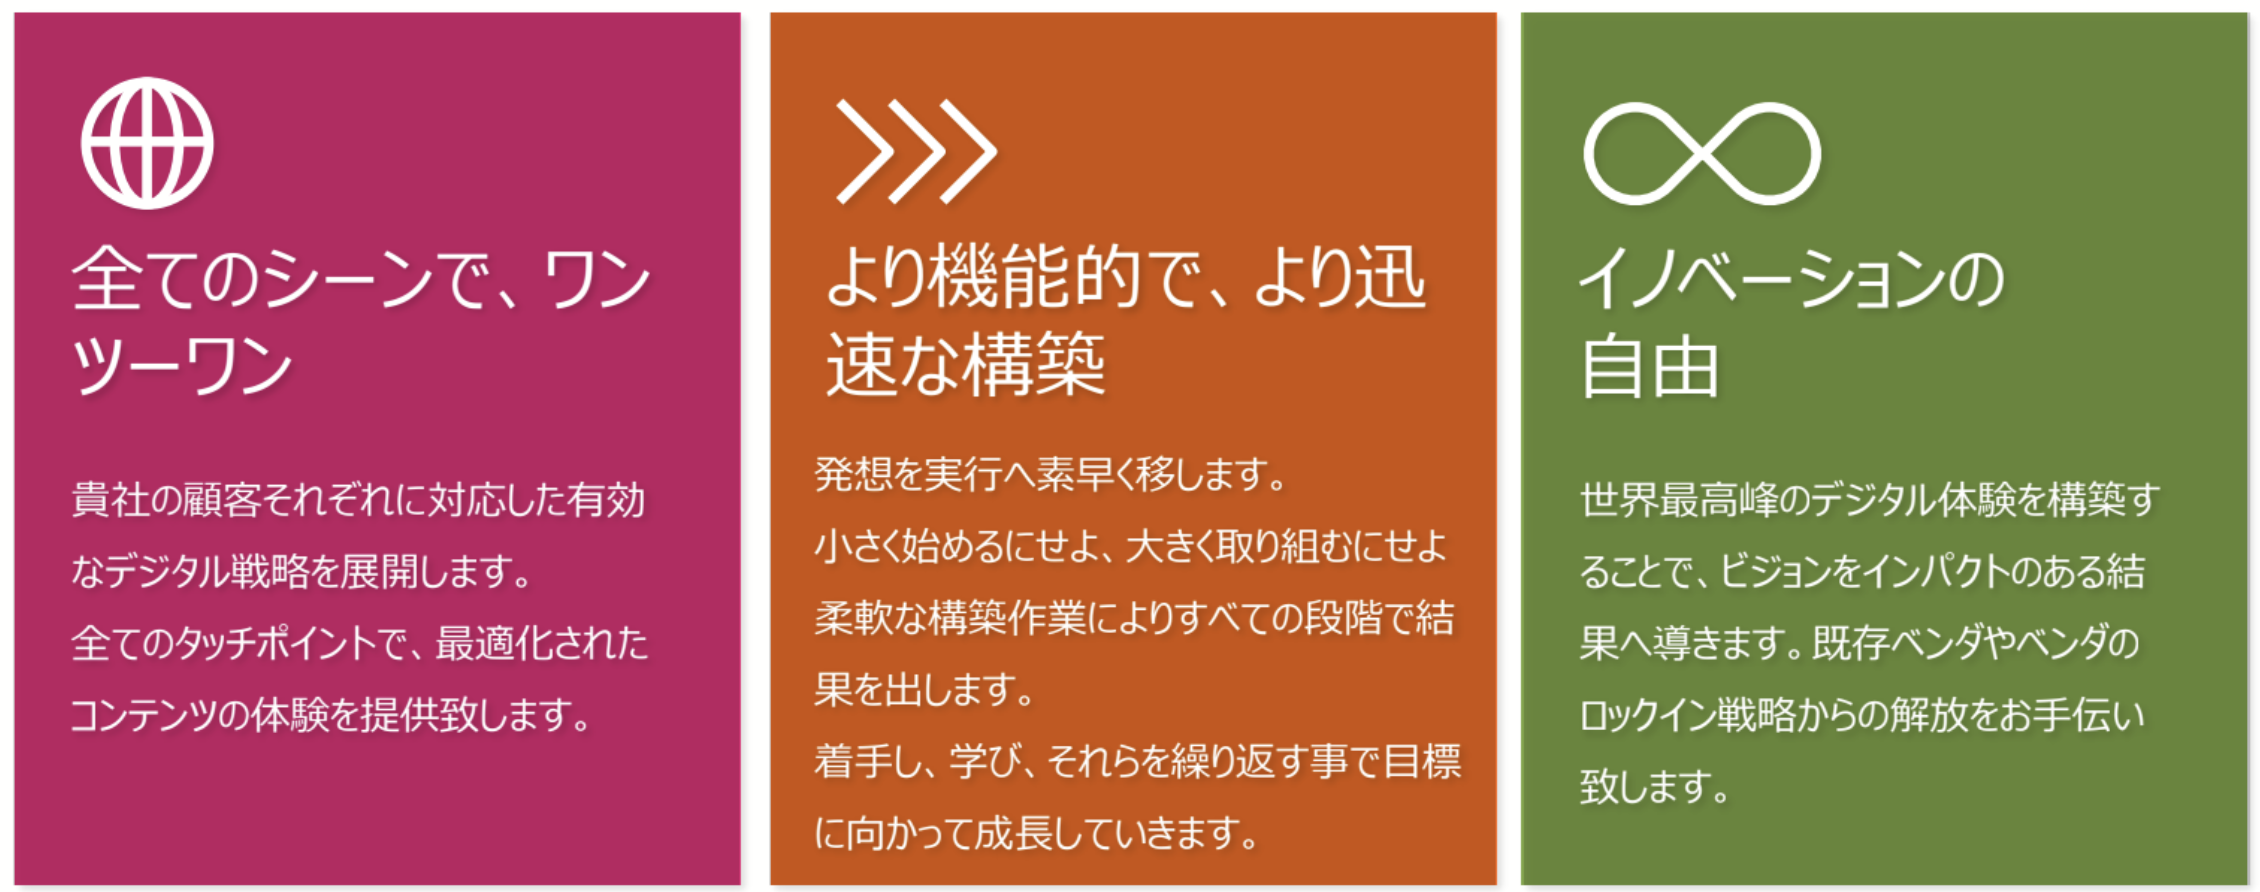 全てのシーンで、ワン
ツーワン
貴社の顧客それぞれに対応した有効
なデジタル戦略を展開します。
全てのタッチポイントで、最適化された
コンテンツの体験を提供致します。
より機能的で、より迅
速な構築
発想を実行へ素早く移します。
小さく始めるにせよ、大きく取り組むにせよ
柔軟な構築作業によりすべての段階で結
果を出します。
着手し、学び、それらを繰り返す事で目標
に向かって成長していきます。
イノベーションの
自由
世界最高峰のデジタル体験を構築す
ることで、ビジョンをインパクトのある結
果へ導きます。既存ベンダやベンダの
ロックイン戦略からの解放をお手伝い
致します。